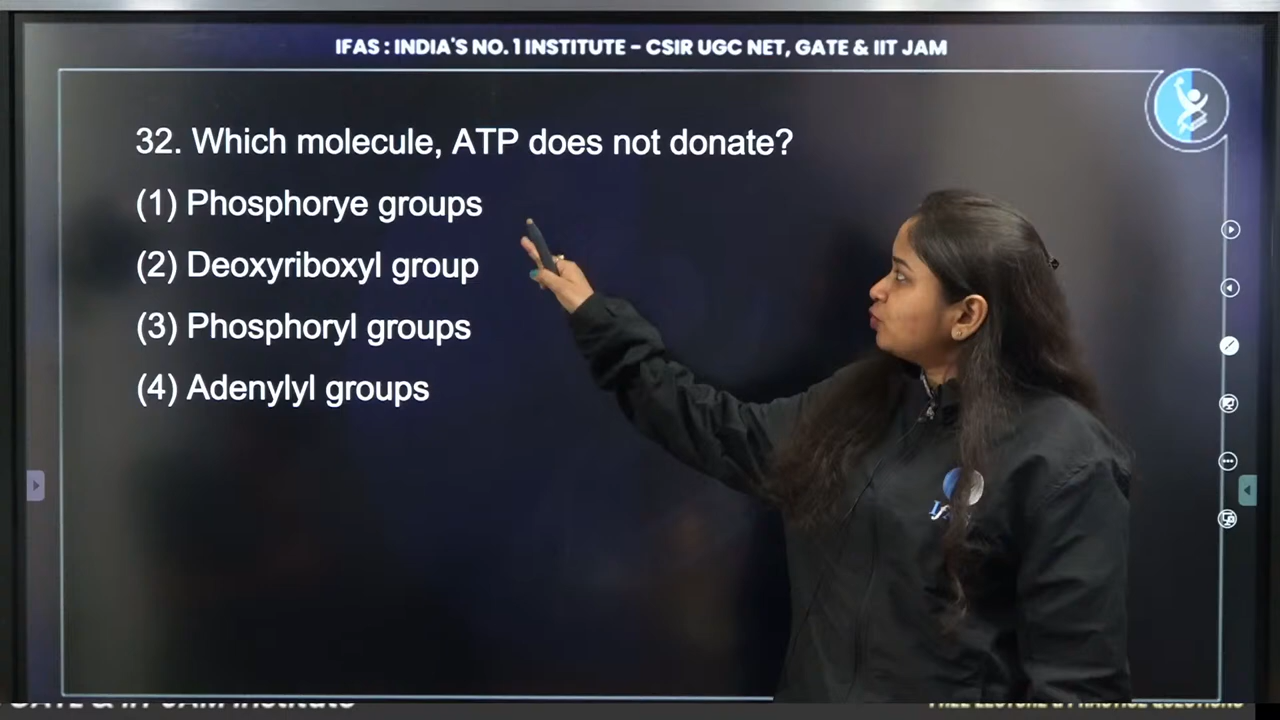 IFAS : INDIA'S NO. 1 INSTITUTE - CSIR UGC NET, GATE & IIT JAM
32. Which molecule, ATP does not donate?
(1) Phosphorye groups
(2) Deoxyriboxyl group
(3) Phosphoryl groups
(4) Adenylyl groups